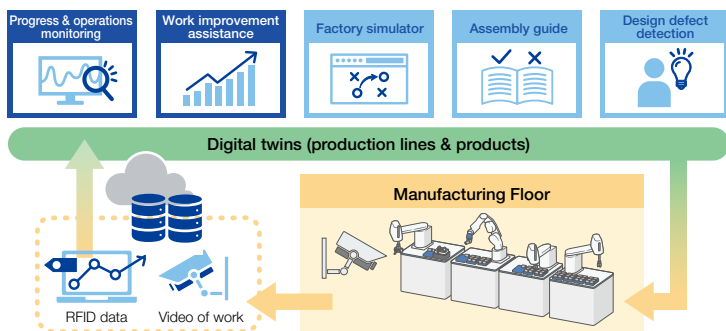 Progress & operations
monitoring
Work improvement
assistance
Factory simulator
Assembly guide
Design defect
detection
Digital twins (production lines & products)
Manufacturing Floor
RFID data
Video of work